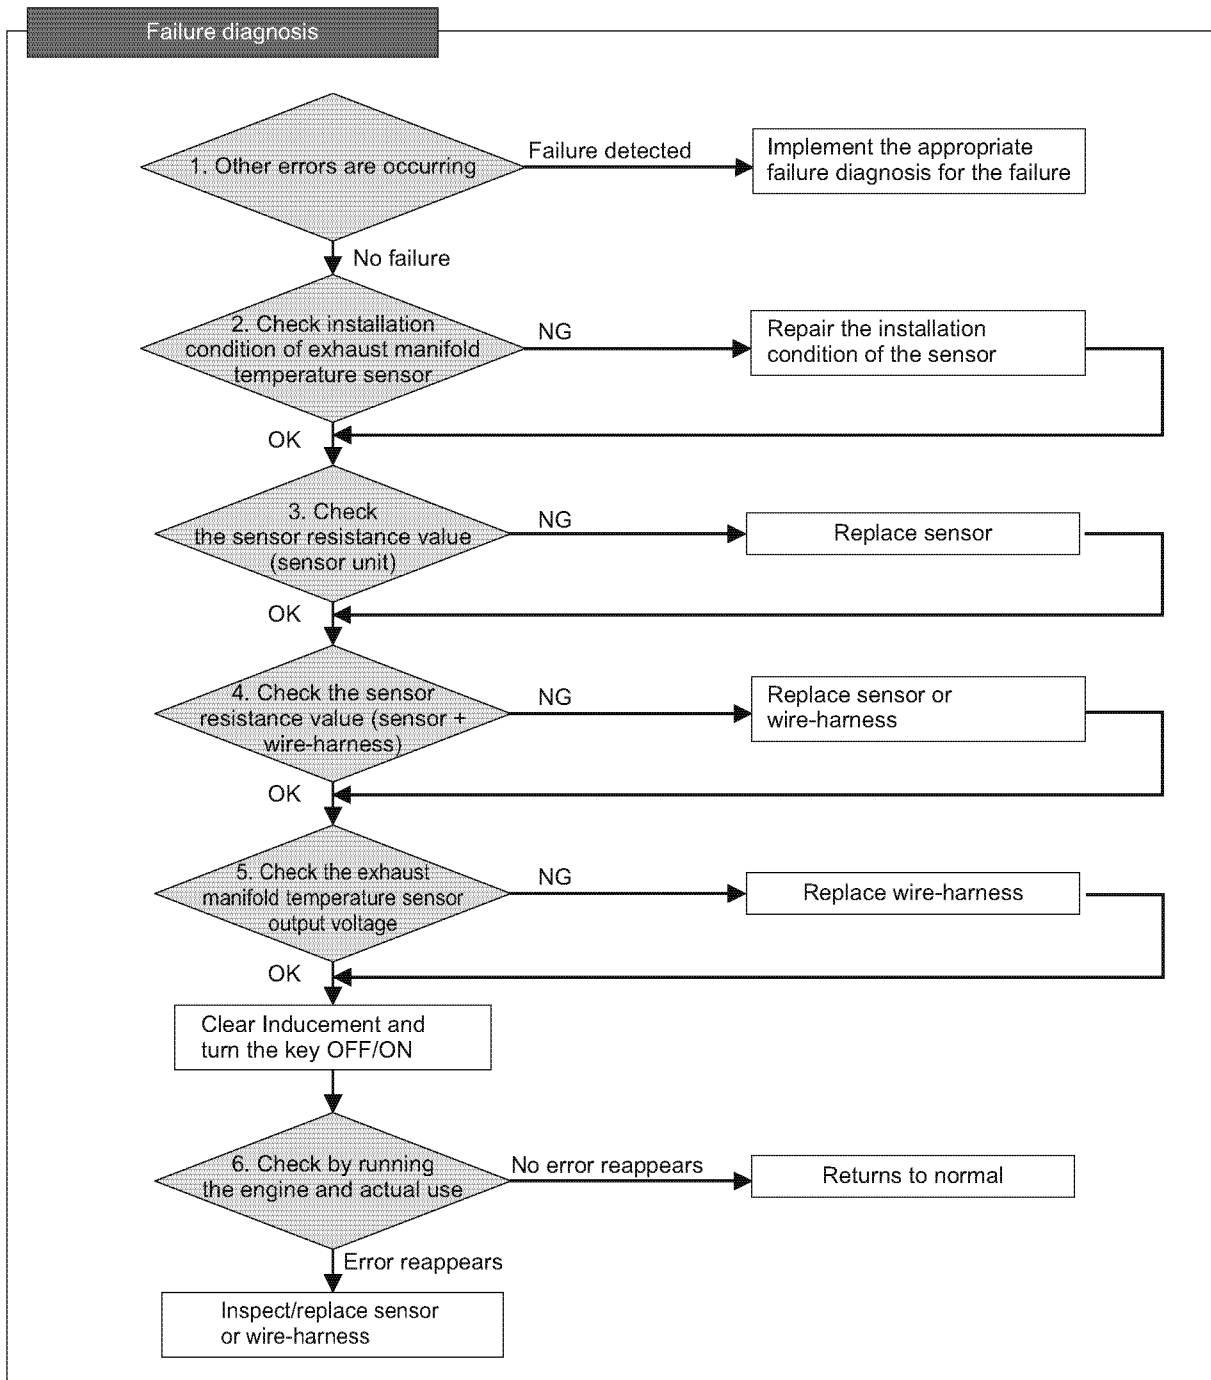 Failure diagnosis
1. Other errors are occurring
Failure detected
Implement the appropriate
failure diagnosis for the failure
No failure
2. Check installation
condition of exhaust manifold
temperature sensor
NG
Repair the installation
condition of the sensor
OK
3. Check
the sensor resistance value
(sensor unit)
NG
Replace sensor
OK
4. Check the sensor
resistance value (sensor +
wire-harness)
NG
Replace sensor or
wire-harness
OK
5. Check the exhaust
manifold temperature sensor
output voltage
NG
Replace wire-harness
OK
Clear Inducement and
turn the key OFF/ON
6. Check by running
the engine and actual use
No error reappears
Returns to normal
Error reappears
Inspect/replace sensor
or wire-harness